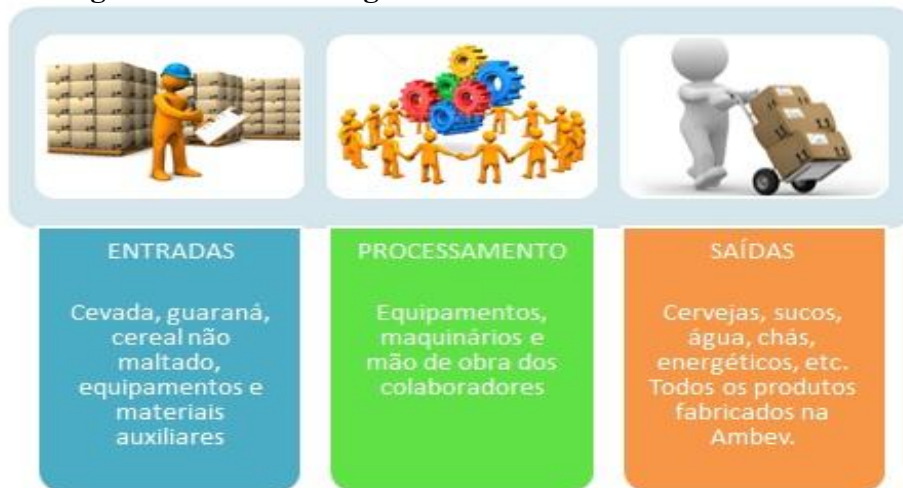 ENTRADAS
Cevada, guaraná,
cereal não
maltado,
equipamentos e
materiais
auxiliares
PROCESSAMENTO
Equipamentos,
maquinários e
mão de obra dos
colaboradores
SAÍDAS
Cervejas, sucos,
água, chás,
energéticos, etc.
Todos os produtos
fabricados na
Ambev.